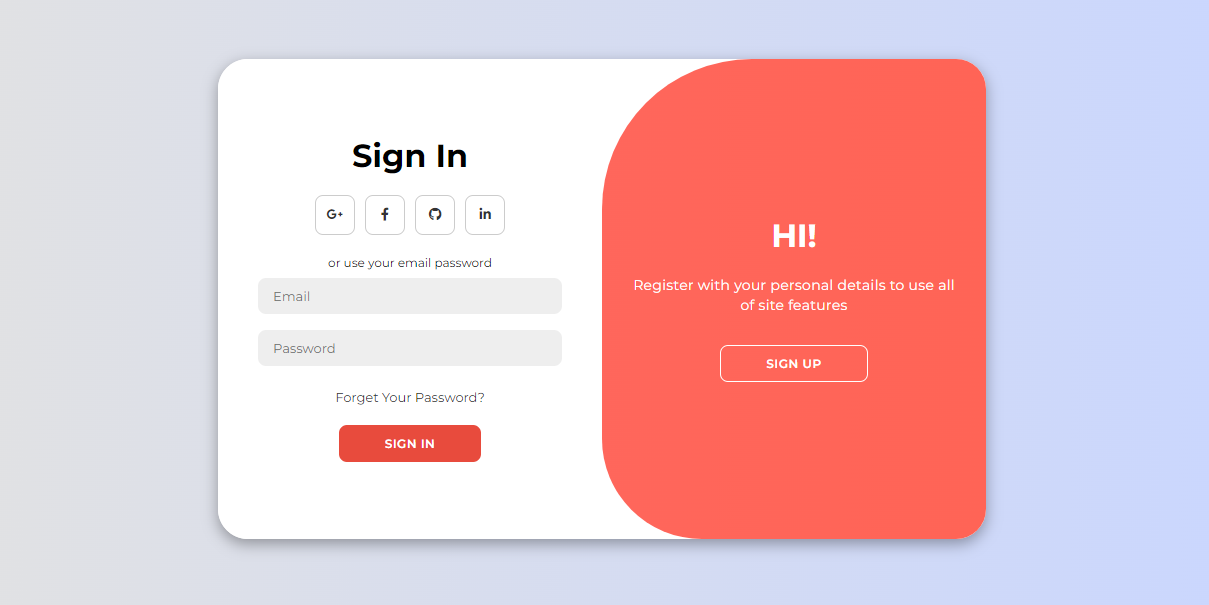 Sign In
G+
f
in
or use your email password
Email
Password
Forget Your Password?
SIGN IN
HI!
Register with your personal details to use all
of site features
SIGN UP